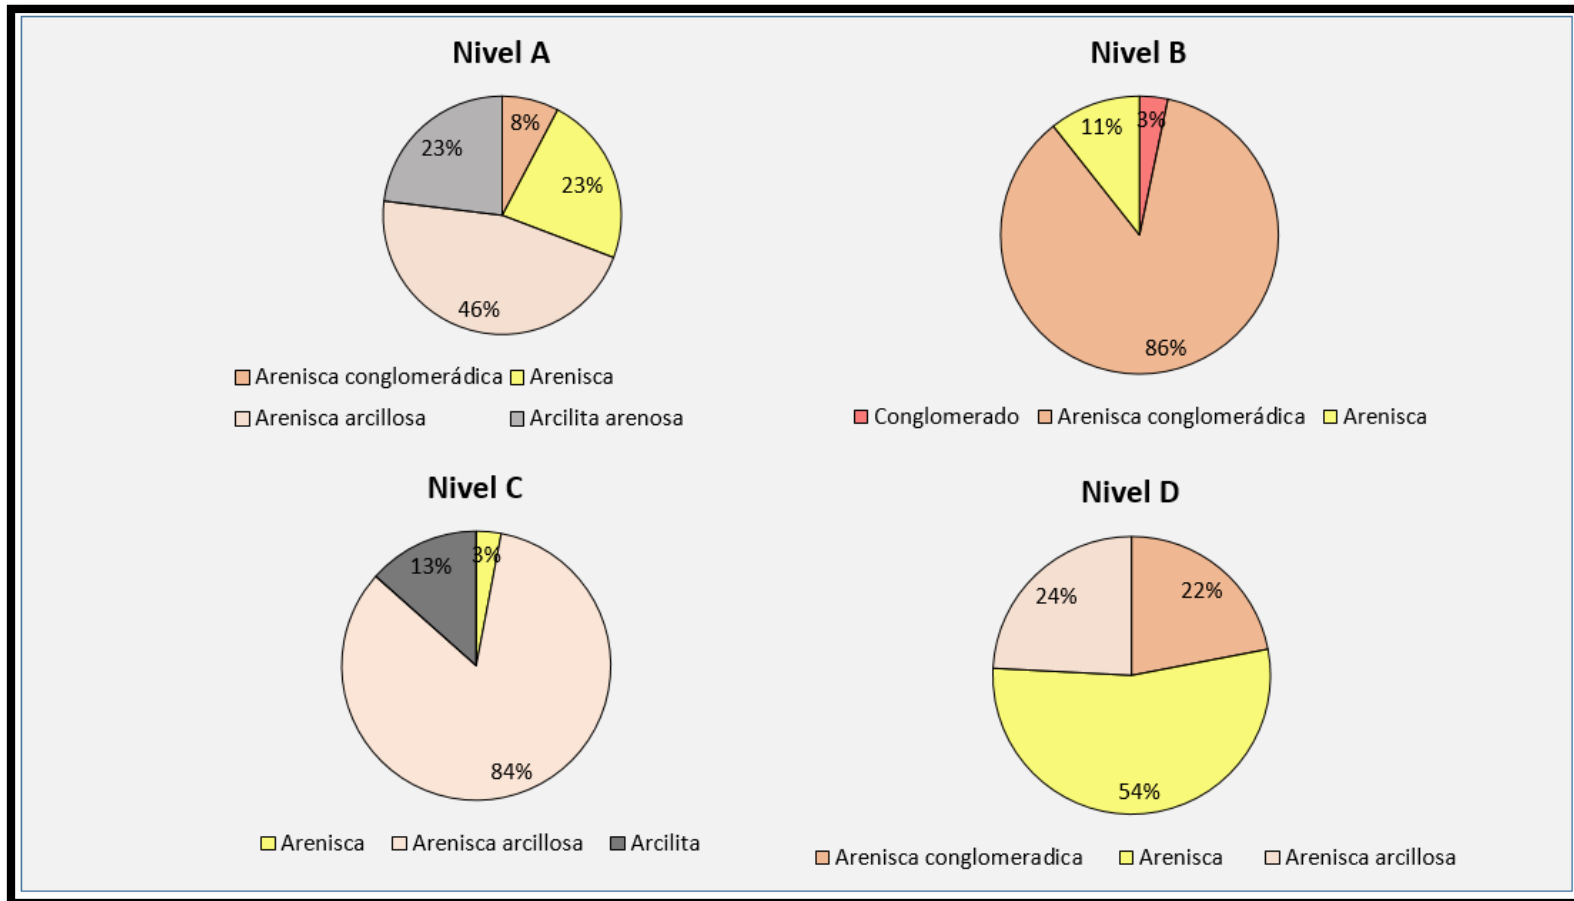 Nivel A
8%
23%
23%
46%
Arenisca conglomerádica Arenisca
Arenisca arcillosa Arcilita arenosa
Nivel B
3%
11%
86%
Conglomerado Arenisca conglomerádica Arenisca
Nivel C
3%
13%
84%
Arenisca Arenisca arcillosa Arcilita
Nivel D
22%
24%
54%
Arenisca conglomeradica Arenisca Arenisca arcillosa